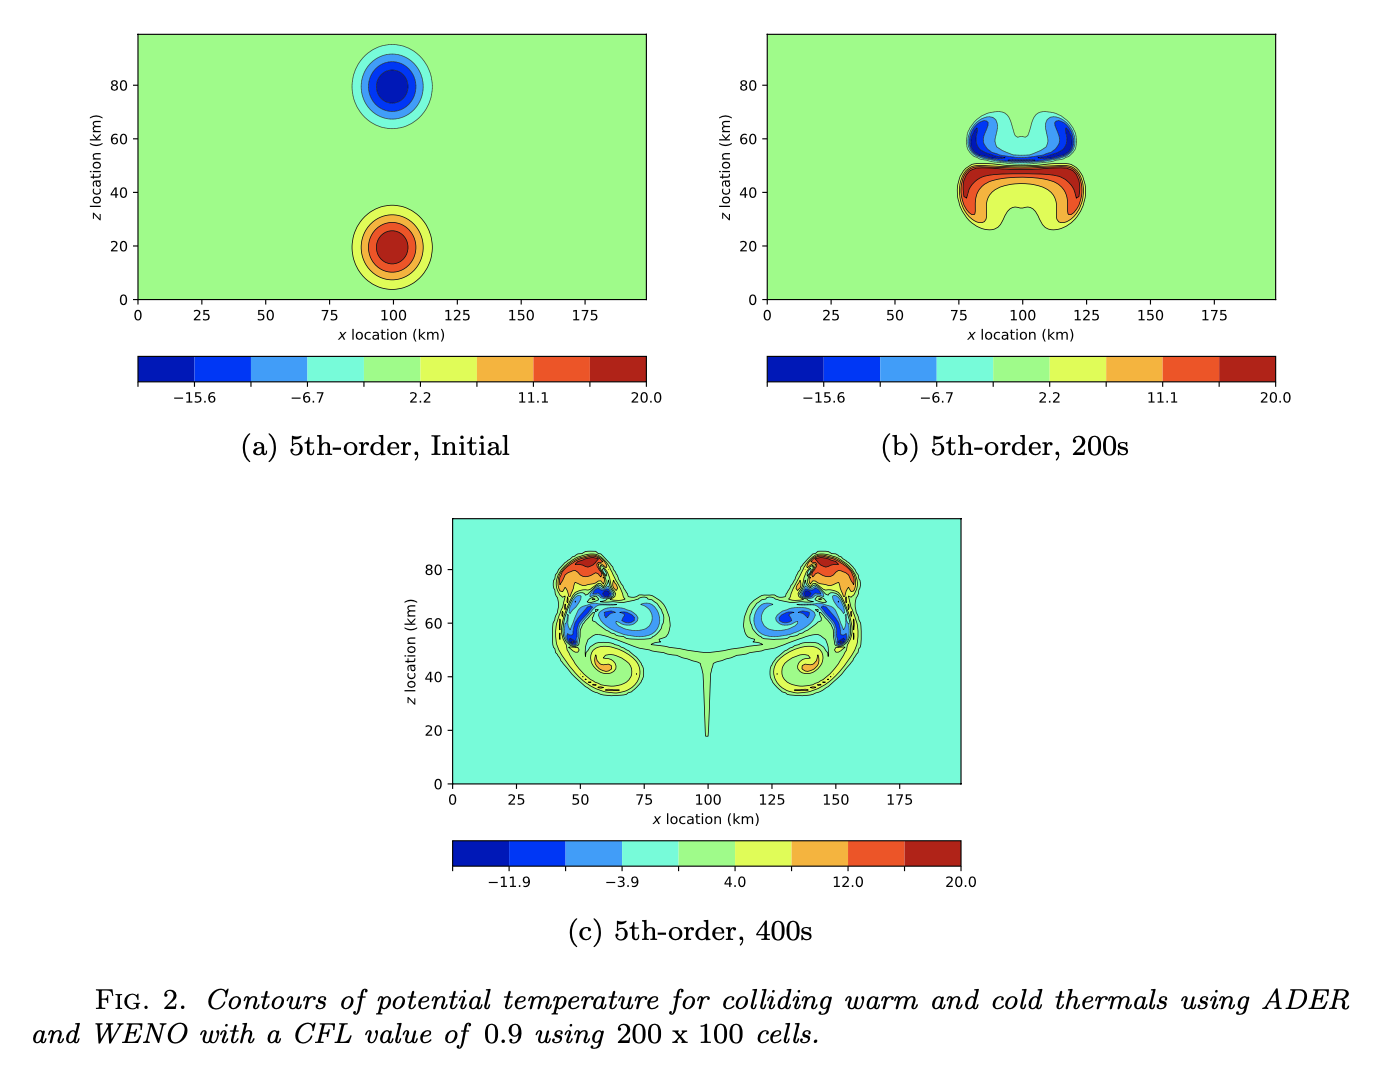 80
60
40
20
0
z location (km)
0 25 50 75 100 125 150 175
x location (km)
−15.6 −6.7 2.2 11.1 20.0
(a) 5th-order, Initial
80
60
40
20
0
z location (km)
0 25 50 75 100 125 150 175
x location (km)
−15.6 −6.7 2.2 11.1 20.0
(b) 5th-order, 200s
80
60
40
20
0
z location (km)
0 25 50 75 100 125 150 175
x location (km)
−11.9 −3.9 4.0 12.0 20.0
(c) 5th-order, 400s
Fig. 2. Contours of potential temperature for colliding warm and cold thermals using ADER
and WENO with a CFL value of 0.9 using 200 x 100 cells.